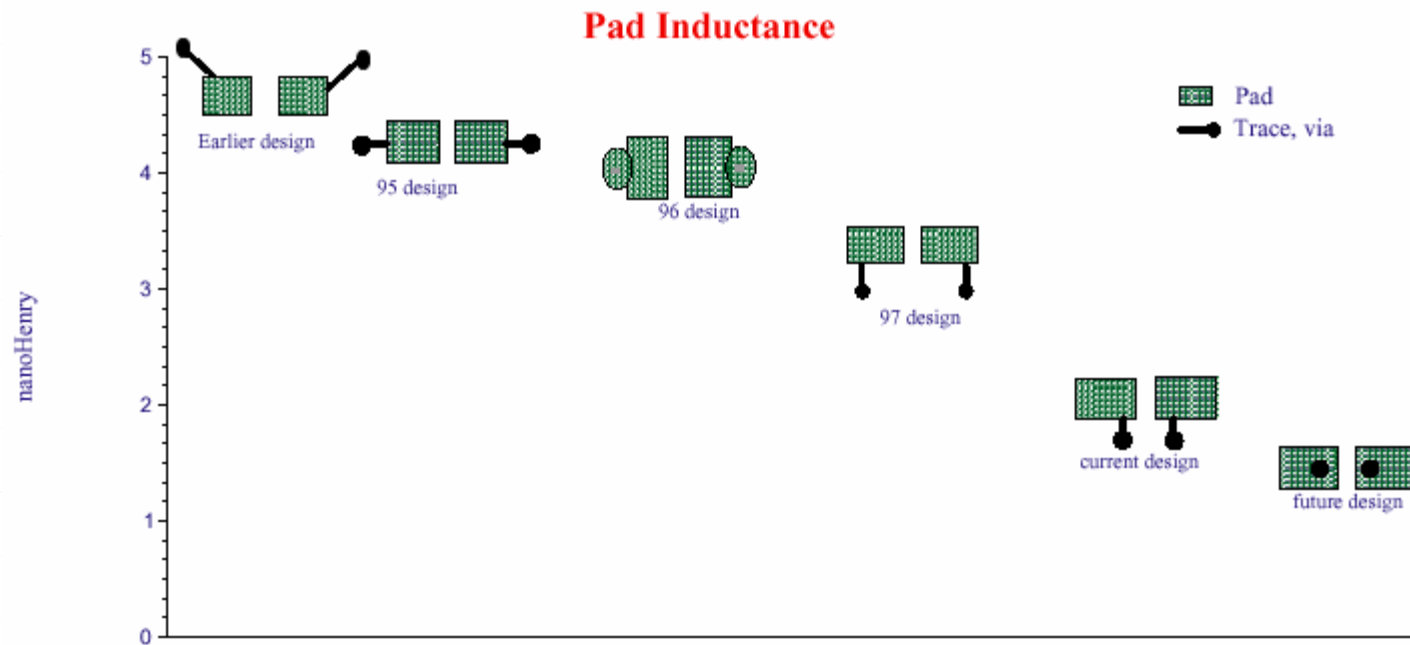 Pad Inductance
5
Pad
Trace, via
Earlier design
4
95 design
96 design
nanoHenry
3
97 design
2
current design
future design
1
0